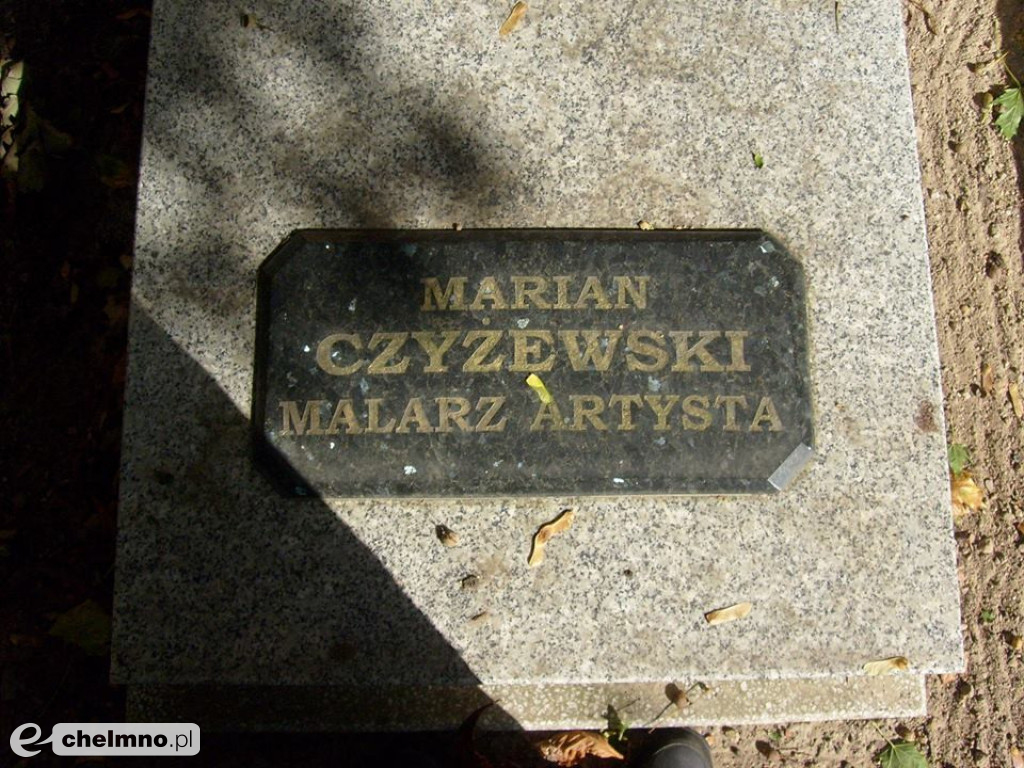 MARIAN
CZYŻEWSKI
MALARZ ARTYSTA
e chelmno.pl